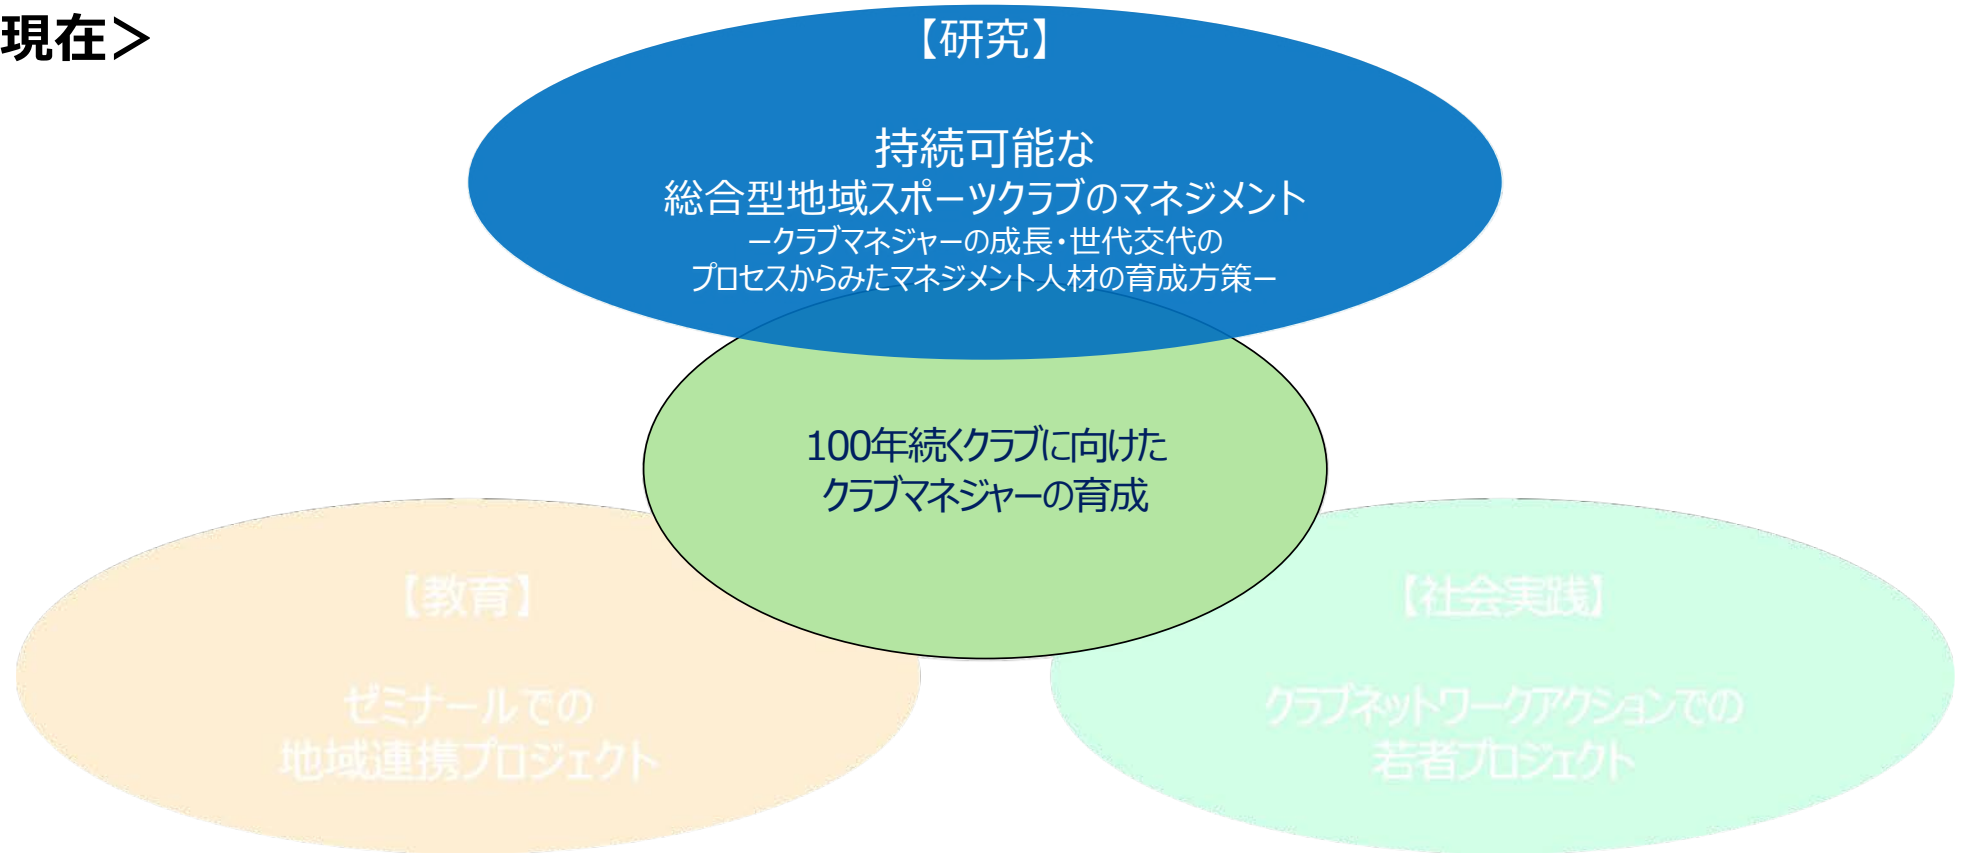 現在＞
【研究】
持続可能な
総合型地域スポーツクラブのマネジメント
ークラブマネジャーの成長・世代交代の
プロセスからみたマネジメント人材の育成方策ー
100年続くクラブに向けた
クラブマネジャーの育成
【教育】
ゼミナールでの
地域連携プロジェクト
【社会実践】
クラブネットワークアクションでの
若者プロジェクト